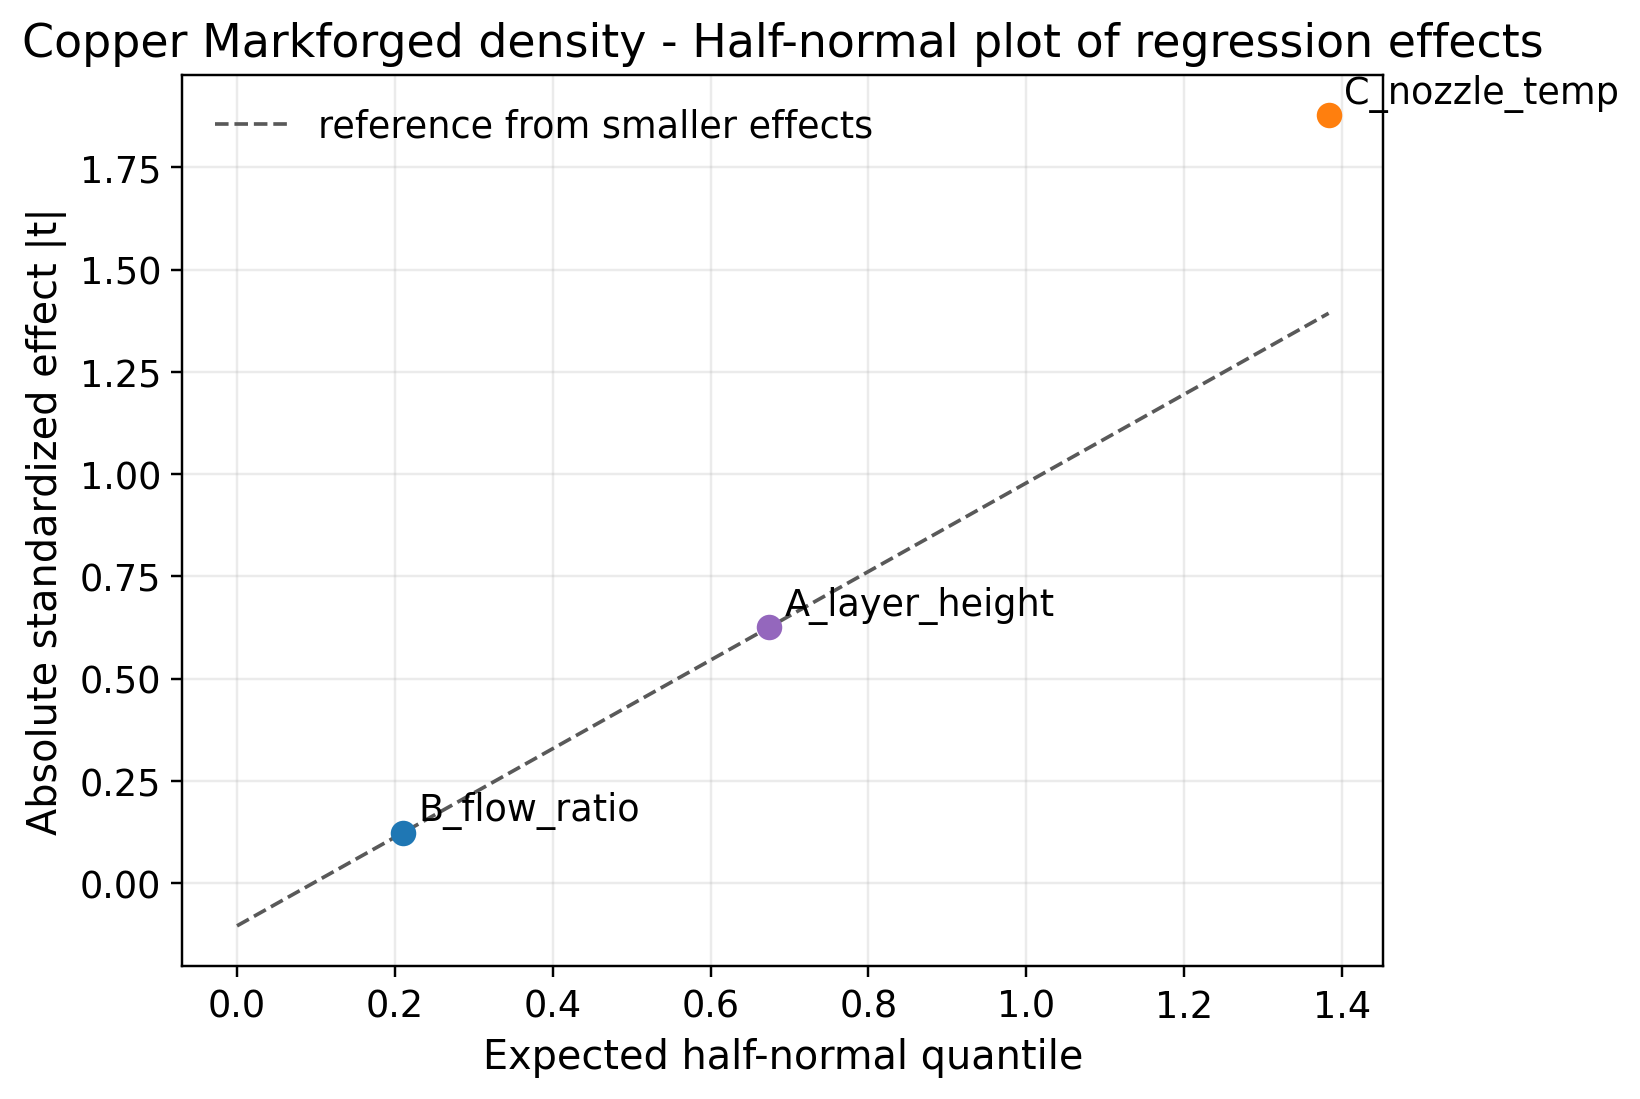 Copper Markforged density - Half-normal plot of regression effects
C_nozzle_temp
reference from smaller effects
1.75
1.50
1.25
1.00
0.75
0.50
0.25
0.00
Absolute standardized effect |t|
A_layer_height
B_flow_ratio
0.0 0.2 0.4 0.6 0.8 1.0 1.2 1.4
Expected half-normal quantile